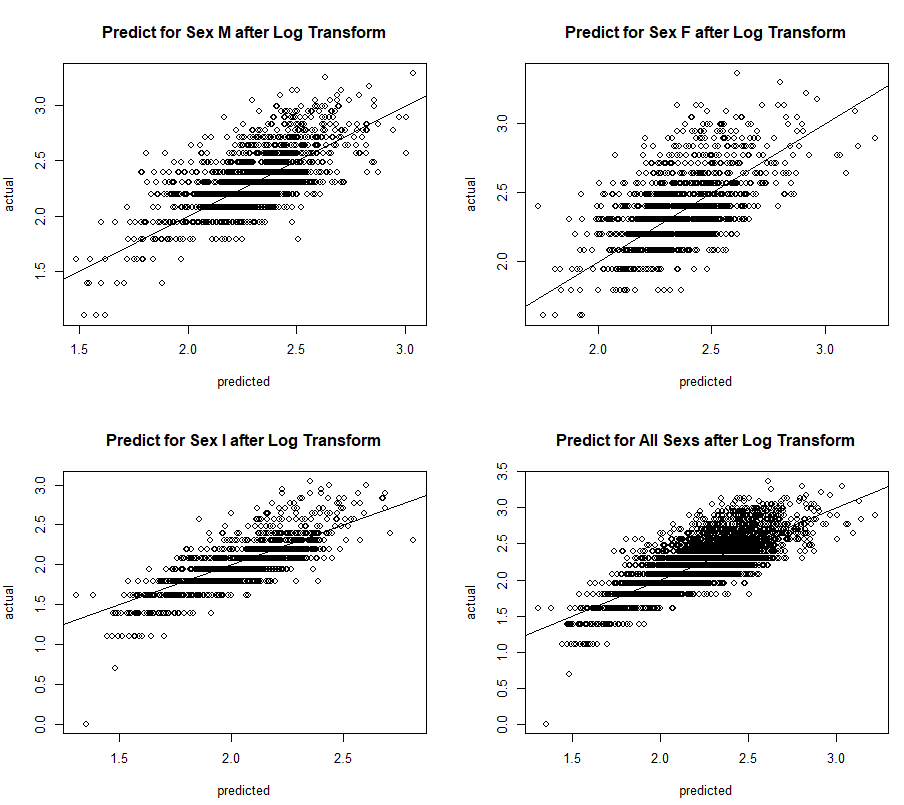 Predict for Sex M after Log Transform
actual
3.0
2.5
2.0
1.5
1.5 2.0 2.5 3.0
predicted
Predict for Sex F after Log Transform
actual
3.0
2.5
2.0
2.0 2.5 3.0
predicted
Predict for Sex I after Log Transform
actual
3.0
2.5
2.0
1.5
1.0
0.5
0.0
1.5 2.0 2.5
predicted
Predict for All Sexs after Log Transform
actual
3.5
3.0
2.5
2.0
1.5
1.0
0.5
0.0
1.5 2.0 2.5 3.0
predicted